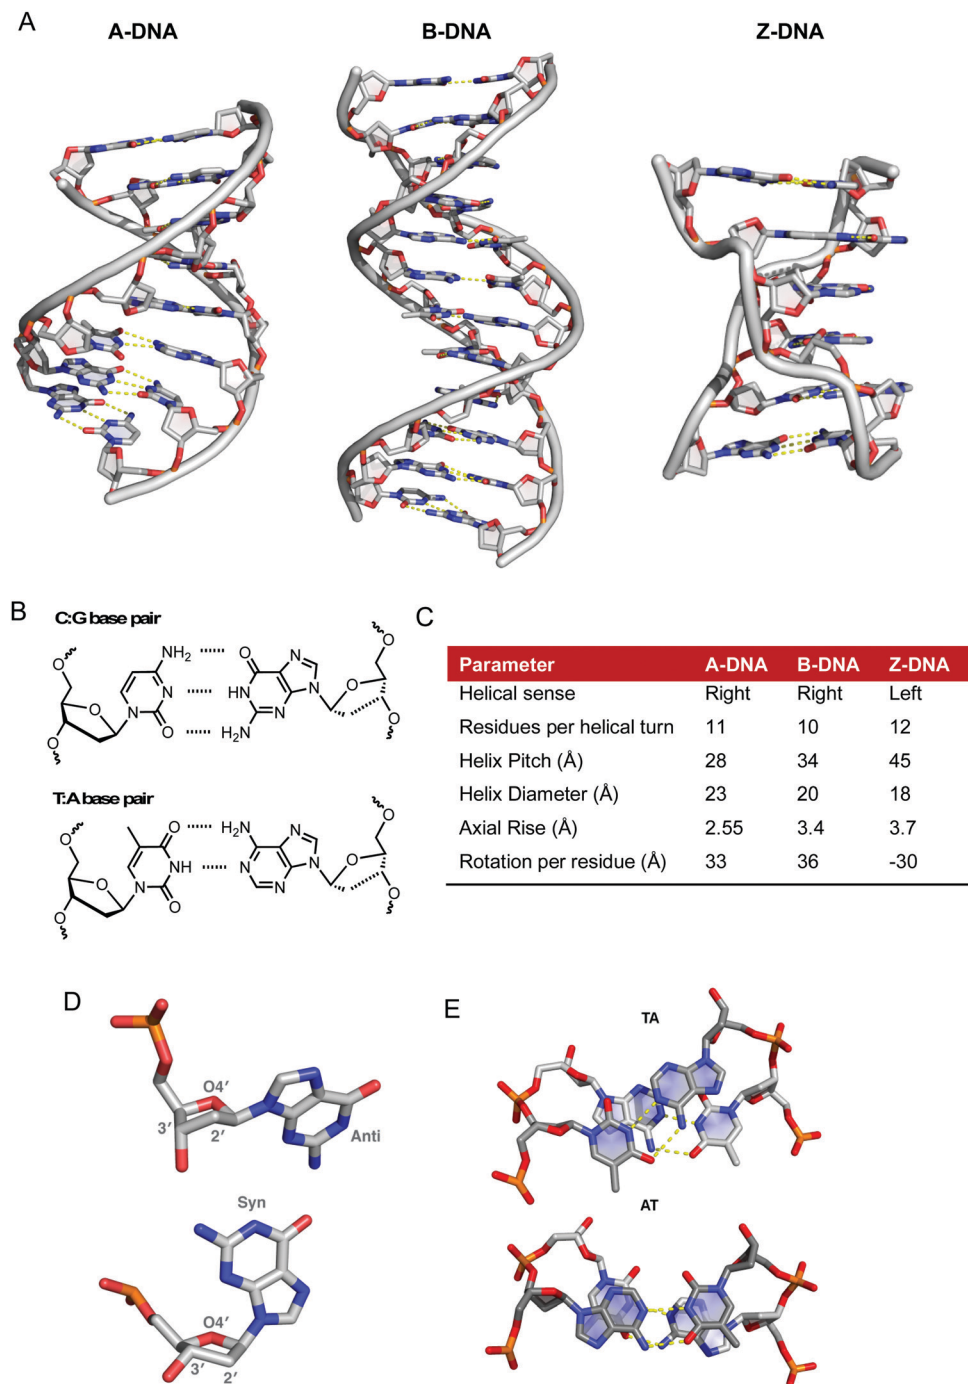 A
A-DNA B-DNA Z-DNA
B
C:G base pair
O NH₂ O N
O N N HN N O
O N O H₂N N O
T:A base pair
O O H₂N N O
O N NH N N O
O O N O
C
Parameter A-DNA B-DNA Z-DNA
Helical sense Right Right Left
Residues per helical turn 11 10 12
Helix Pitch (Å) 28 34 45
Helix Diameter (Å) 23 20 18
Axial Rise (Å) 2.55 3.4 3.7
Rotation per residue (Å) 33 36 -30
D
O4′
3′ 2′ Anti
Syn
O4′
3′ 2′
E
TA
AT